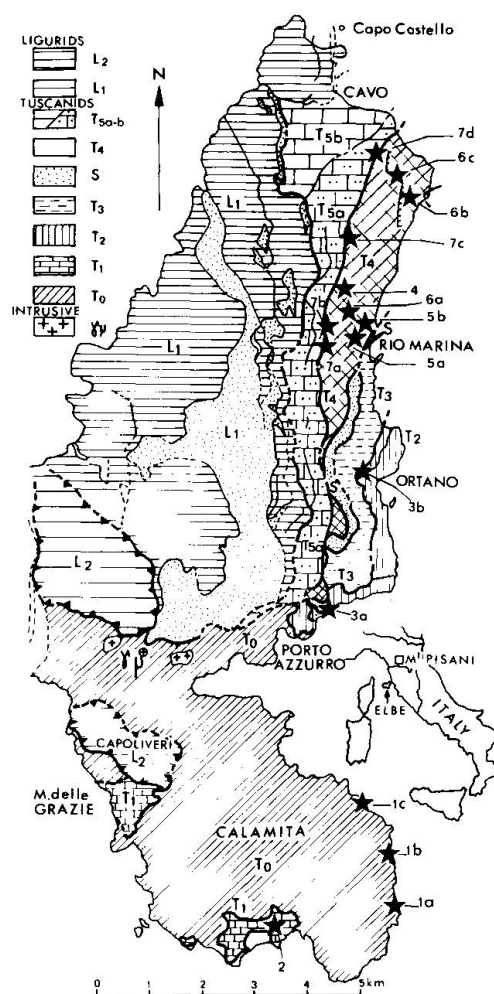 LIGURIDS
L2
L1
TUSCANIDS
T5a-b
T4
S
T3
T2
T1
T0
INTRUSIVE
γμ
N
Capo Castello
CAVO
T5b
7d
6c
L1
T5a
6b
7c
T4
4
6a
7b
5b
S
L1
RIO MARINA
7a
5a
T4
T3
L1
T2
ORTANO
S
3b
L2
T5a
T3
3a
T0
PORTO
AZZURRO
M. PISANI
γμ
ELBE
ITALY
CAPOLIVERI
L2
M. delle
GRAZIE
T1
1c
CALAMITA
1b
T0
T1
1a
2
0 1 2 3 4 5km